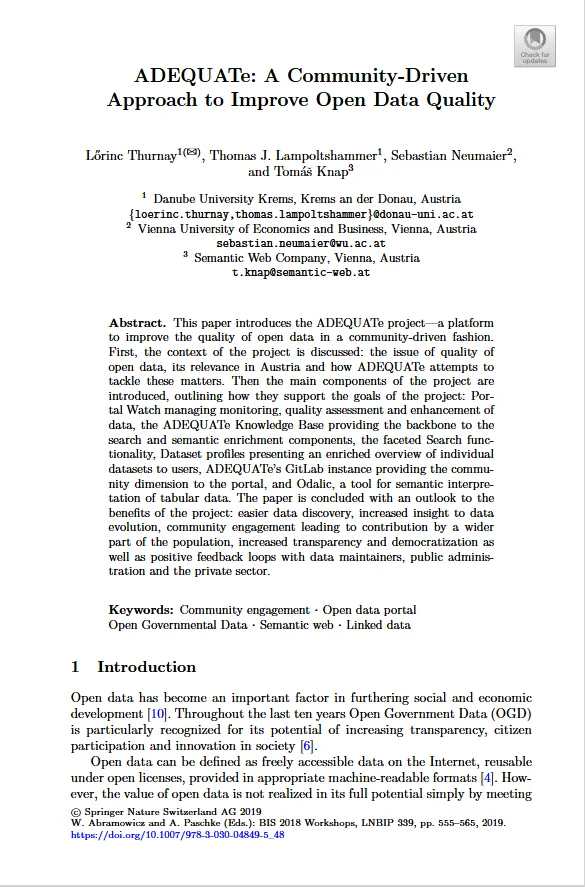 Check for
updates
ADEQUATe: A Community-Driven
Approach to Improve Open Data Quality
Lőrinc Thurnay1(✉), Thomas J. Lampoltshammer1, Sebastian Neumaier2,
and Tomáš Knap3
1 Danube University Krems, Krems an der Donau, Austria
{loerinc.thurnay,thomas.lampoltshammer}@donau-uni.ac.at
2 Vienna University of Economics and Business, Vienna, Austria
sebastian.neumaier@wu.ac.at
3 Semantic Web Company, Vienna, Austria
t.knap@semantic-web.at
Abstract. This paper introduces the ADEQUATe project—a platform
to improve the quality of open data in a community-driven fashion.
First, the context of the project is discussed: the issue of quality of
open data, its relevance in Austria and how ADEQUATe attempts to
tackle these matters. Then the main components of the project are
introduced, outlining how they support the goals of the project: Por-
tal Watch managing monitoring, quality assessment and enhancement of
data, the ADEQUATe Knowledge Base providing the backbone to the
search and semantic enrichment components, the faceted Search func-
tionality, Dataset profiles presenting an enriched overview of individual
datasets to users, ADEQUATe's GitLab instance providing the commu-
nity dimension to the portal, and Odalic, a tool for semantic interpre-
tation of tabular data. The paper is concluded with an outlook to the
benefits of the project: easier data discovery, increased insight to data
evolution, community engagement leading to contribution by a wider
part of the population, increased transparency and democratization as
well as positive feedback loops with data maintainers, public adminis-
tration and the private sector.
Keywords: Community engagement · Open data portal
Open Governmental Data · Semantic web · Linked data
1 Introduction
Open data has become an important factor in furthering social and economic
development [10]. Throughout the last ten years Open Government Data (OGD)
is particularly recognized for its potential of increasing transparency, citizen
participation and innovation in society [6].
Open data can be defined as freely accessible data on the Internet, reusable
under open licenses, provided in appropriate machine-readable formats [4]. How-
ever, the value of open data is not realized in its full potential simply by meeting
© Springer Nature Switzerland AG 2019
W. Abramowicz and A. Paschke (Eds.): BIS 2018 Workshops, LNBIP 339, pp. 555–565, 2019.
https://doi.org/10.1007/978-3-030-04849-5_48